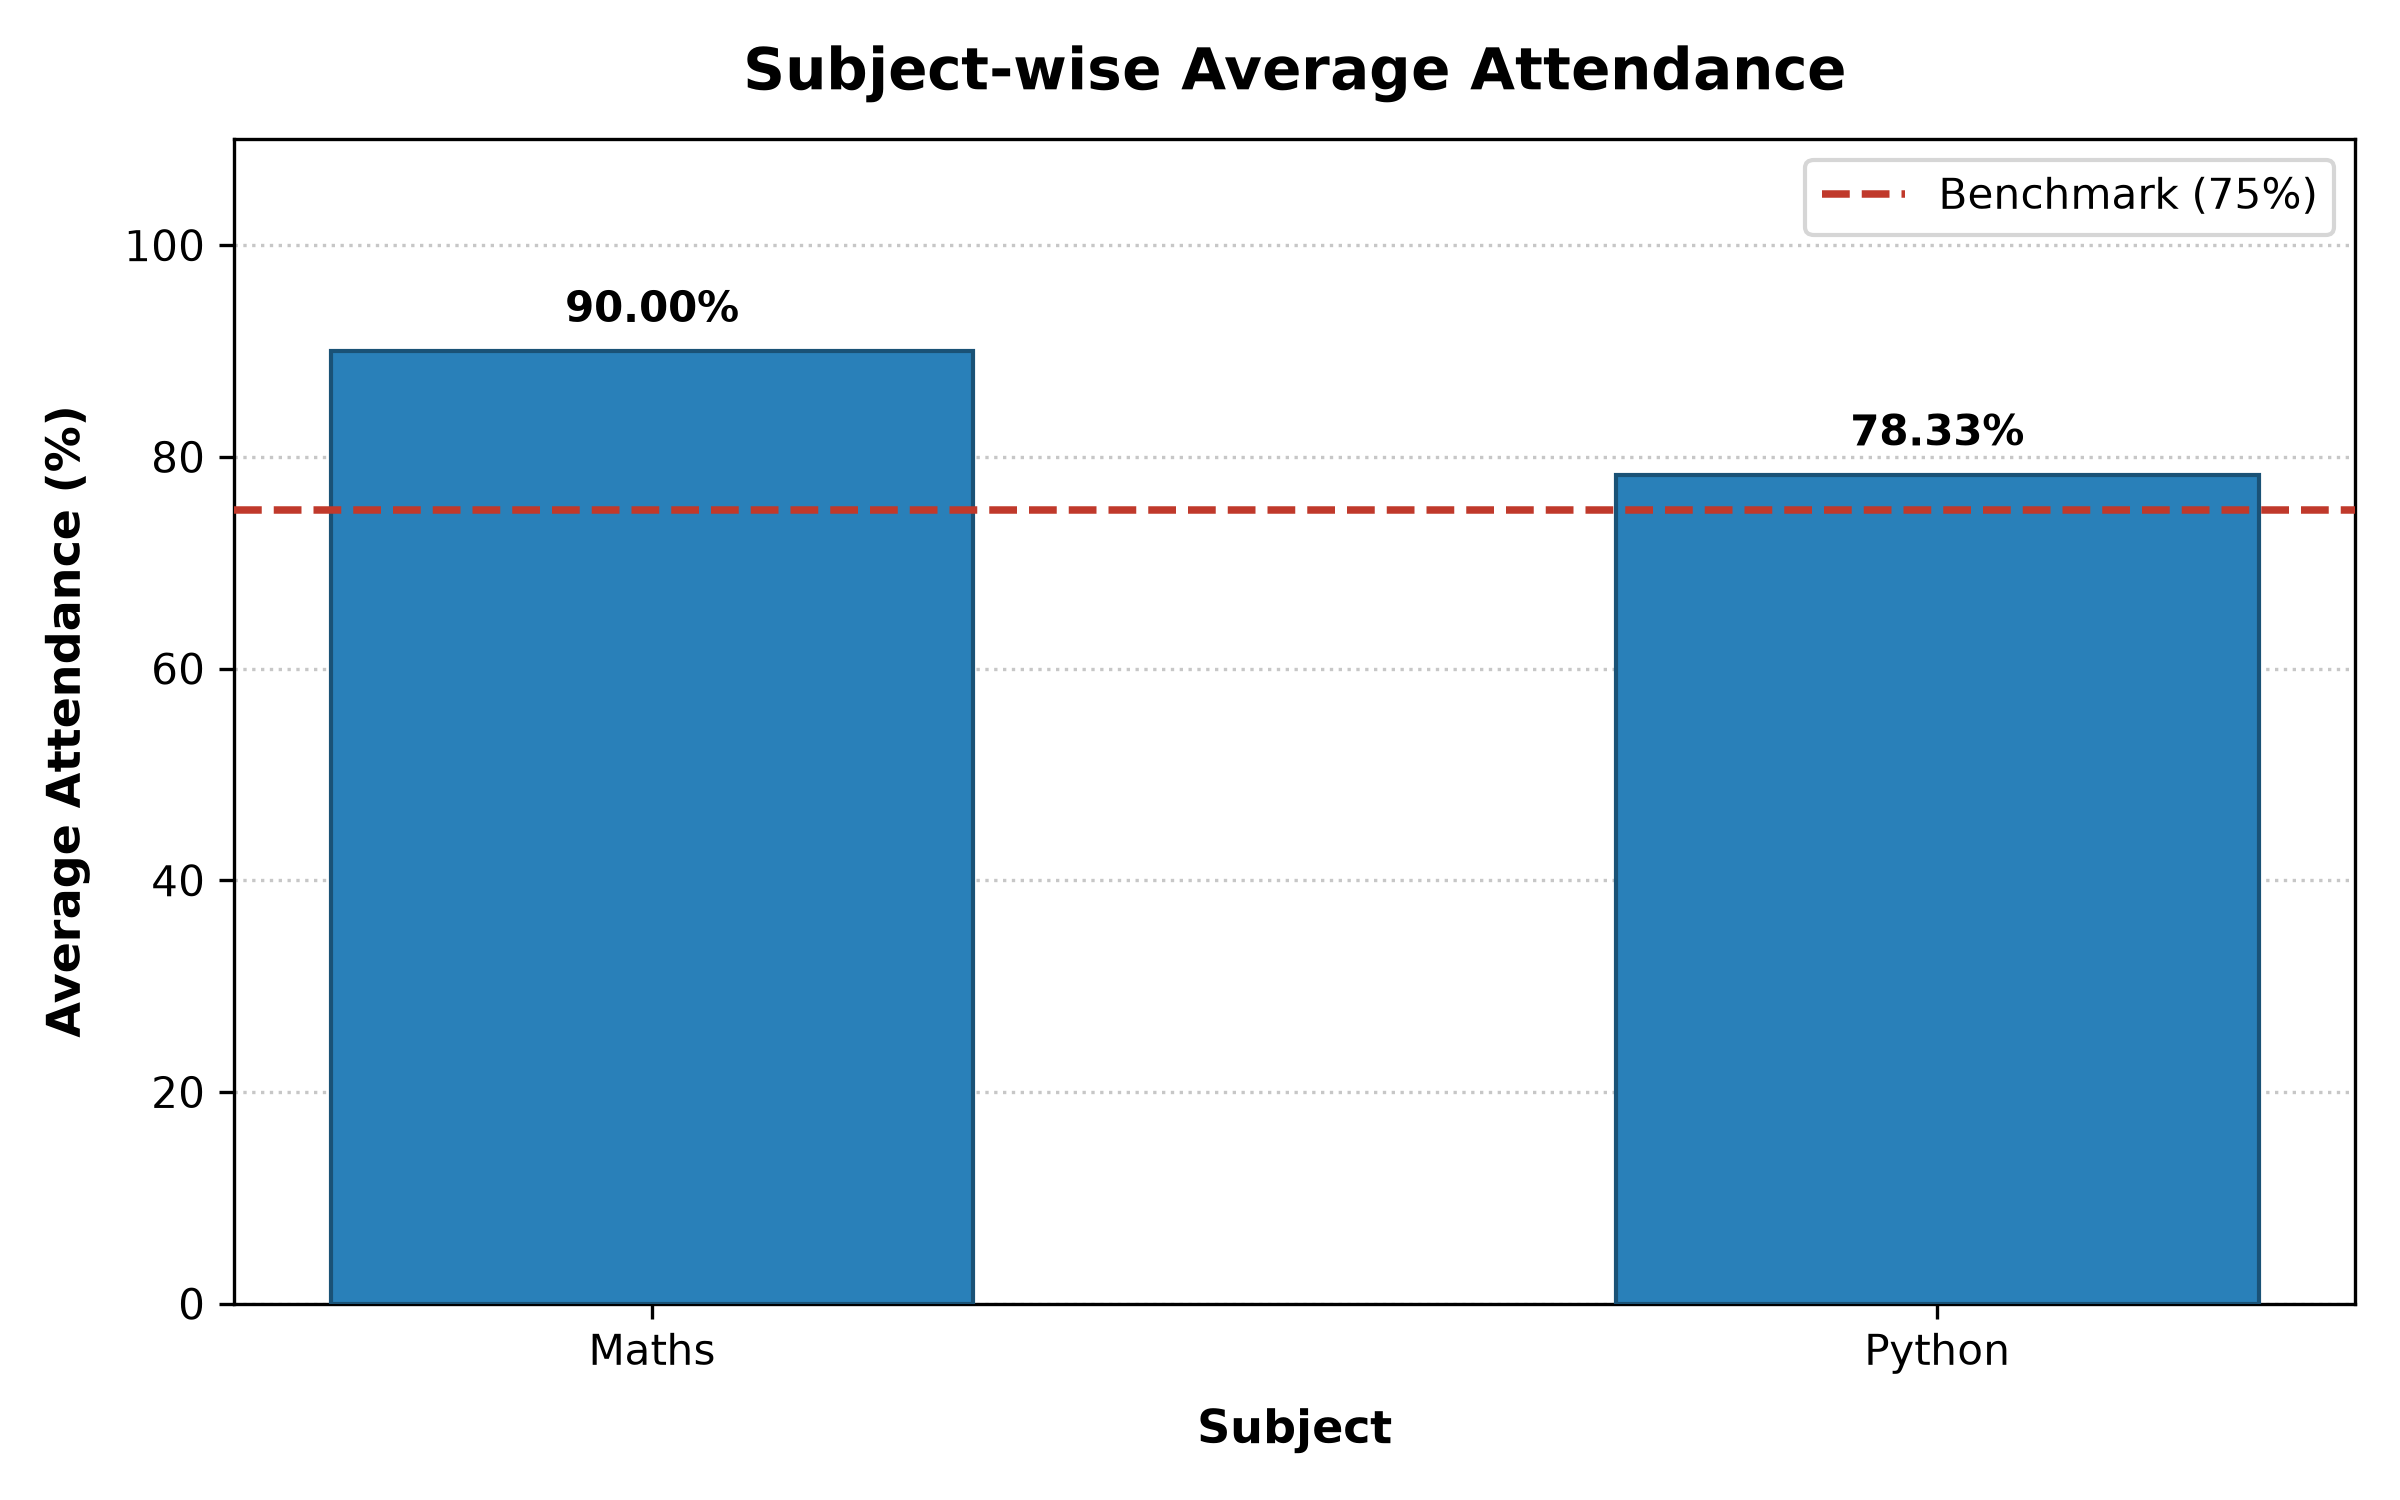 Subject-wise Average Attendance
Benchmark (75%)
100
80
60
40
20
0
Average Attendance (%)
90.00%
78.33%
Maths
Python
Subject